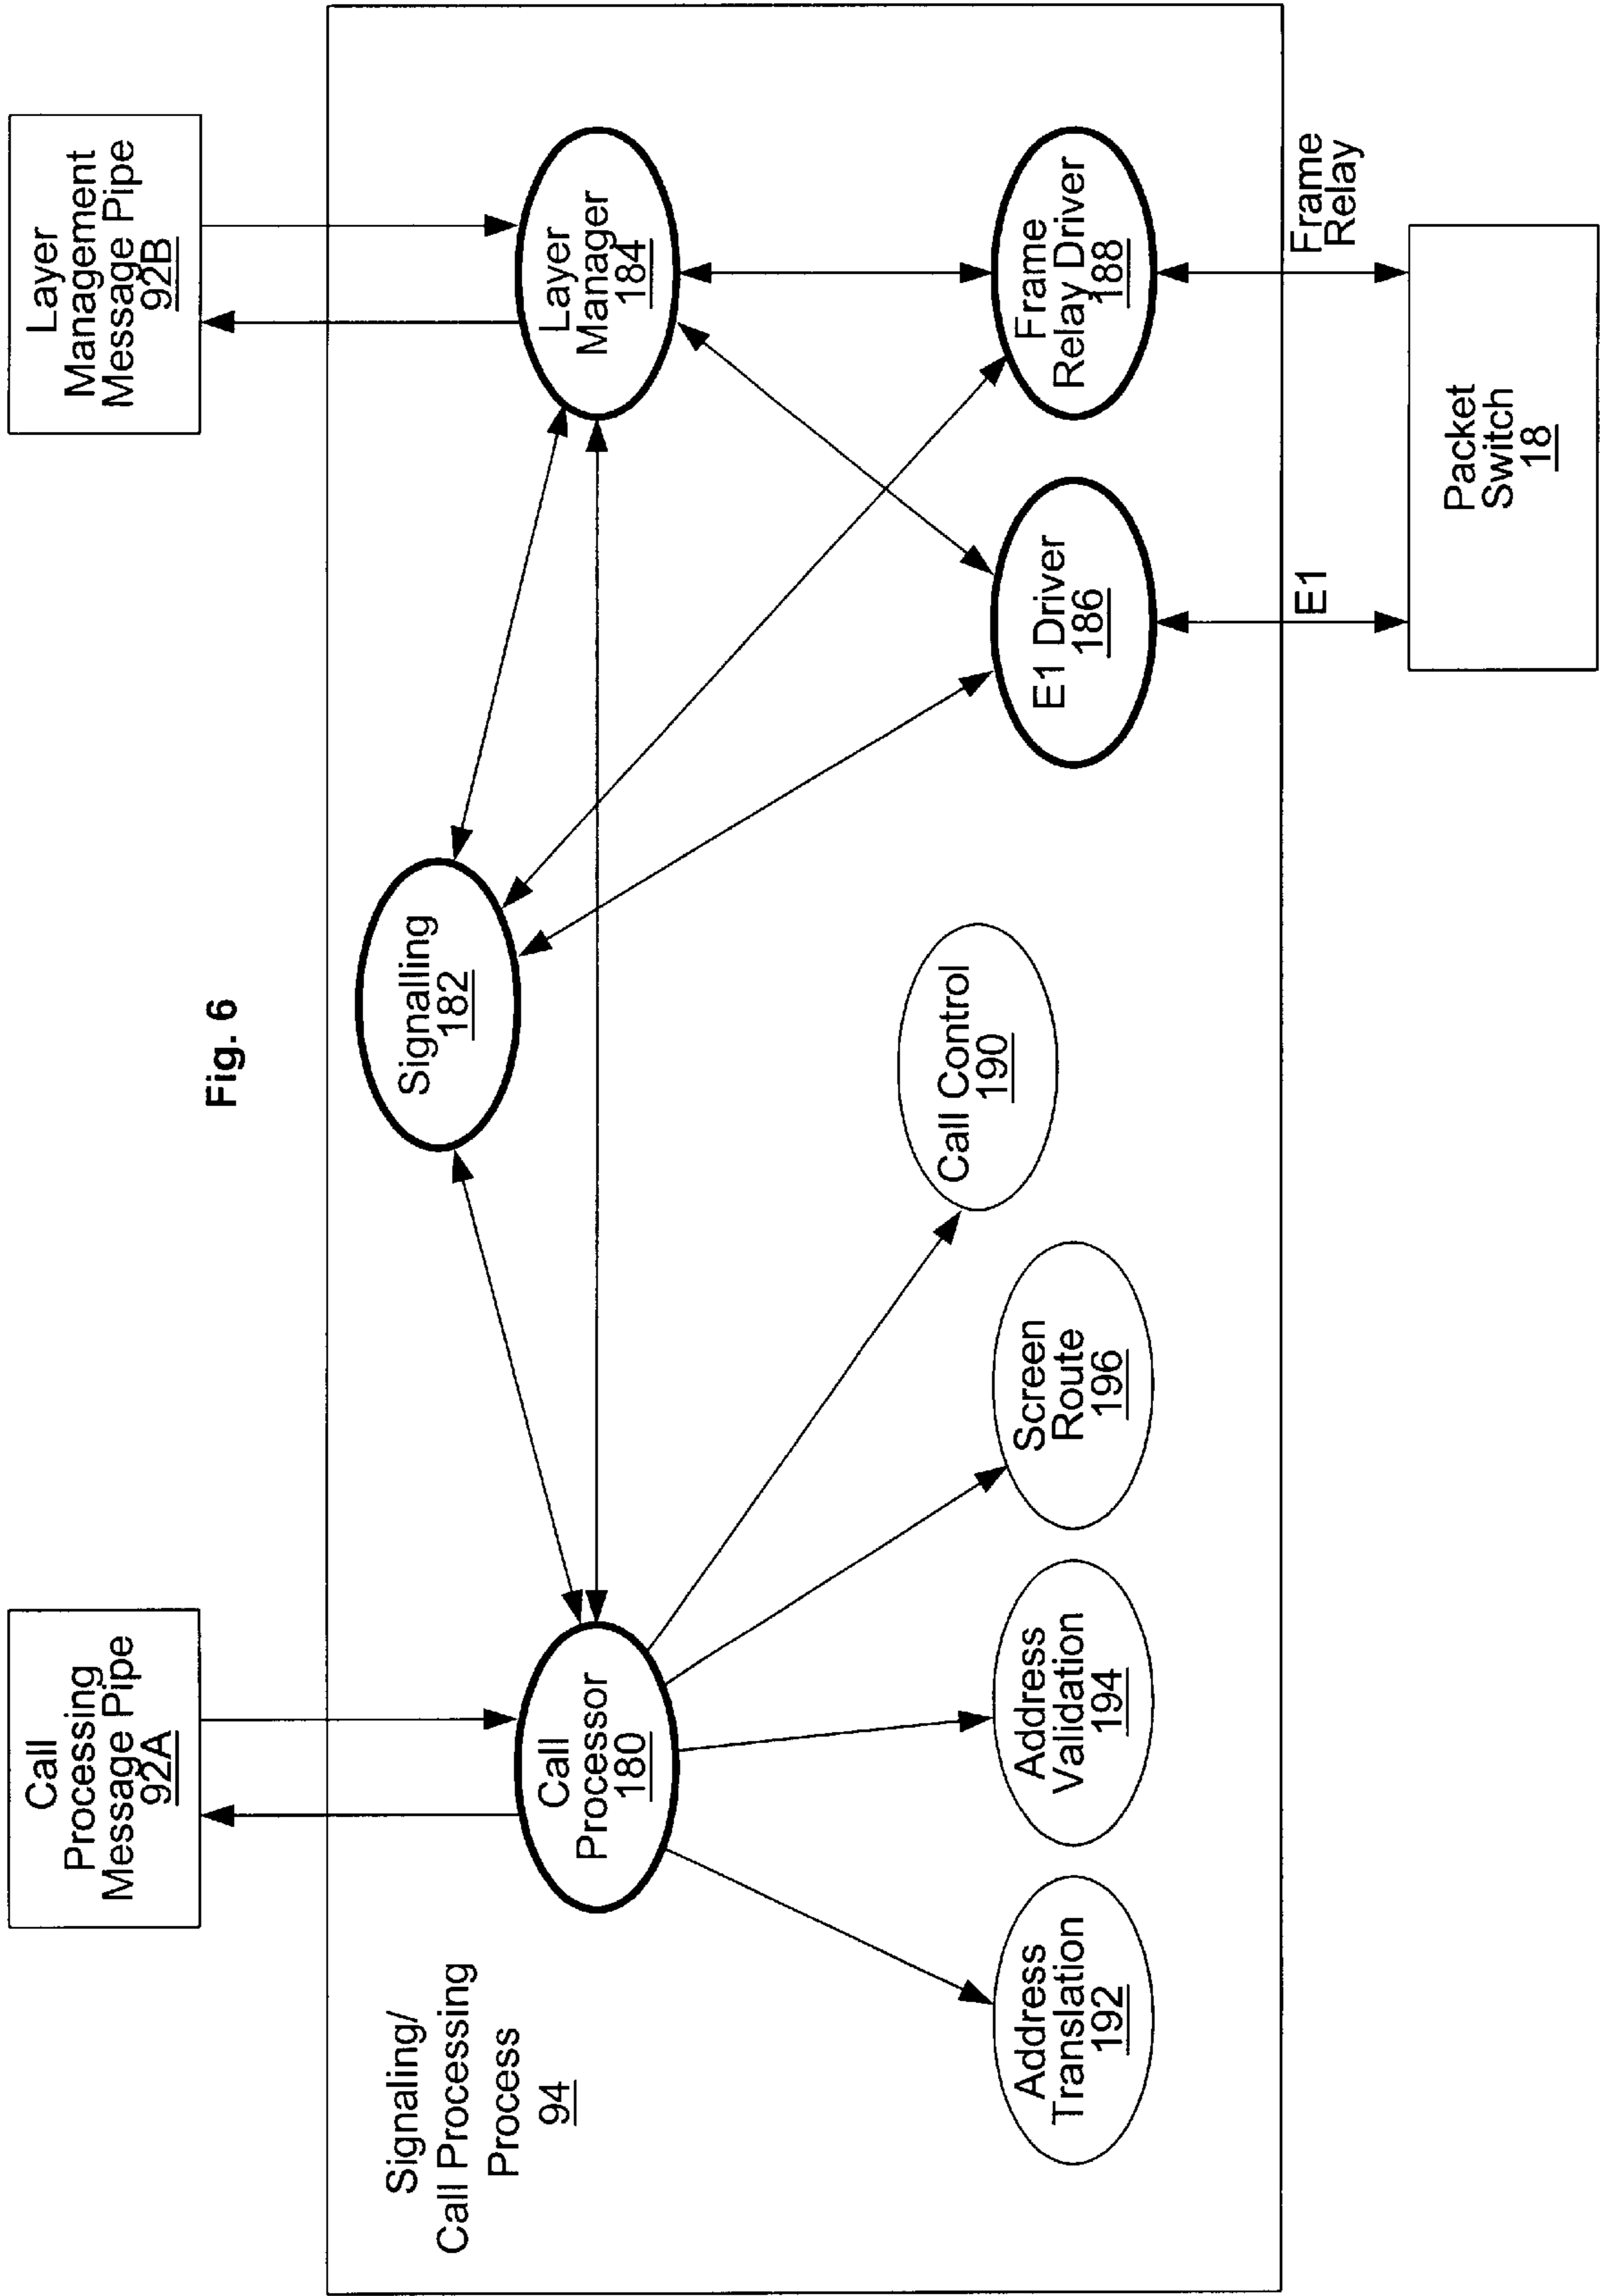 Fig. 6
Call
Processing
Message Pipe
92A
Layer
Management
Message Pipe
92B
Signaling/
Call Processing
Process
94
Signalling
182
Call
Processor
180
Layer
Manager
184
Call Control
190
Address
Translation
192
Address
Validation
194
Screen
Route
196
E1 Driver
186
Frame
Relay Driver
188
E1
Frame
Relay
Packet
Switch
18